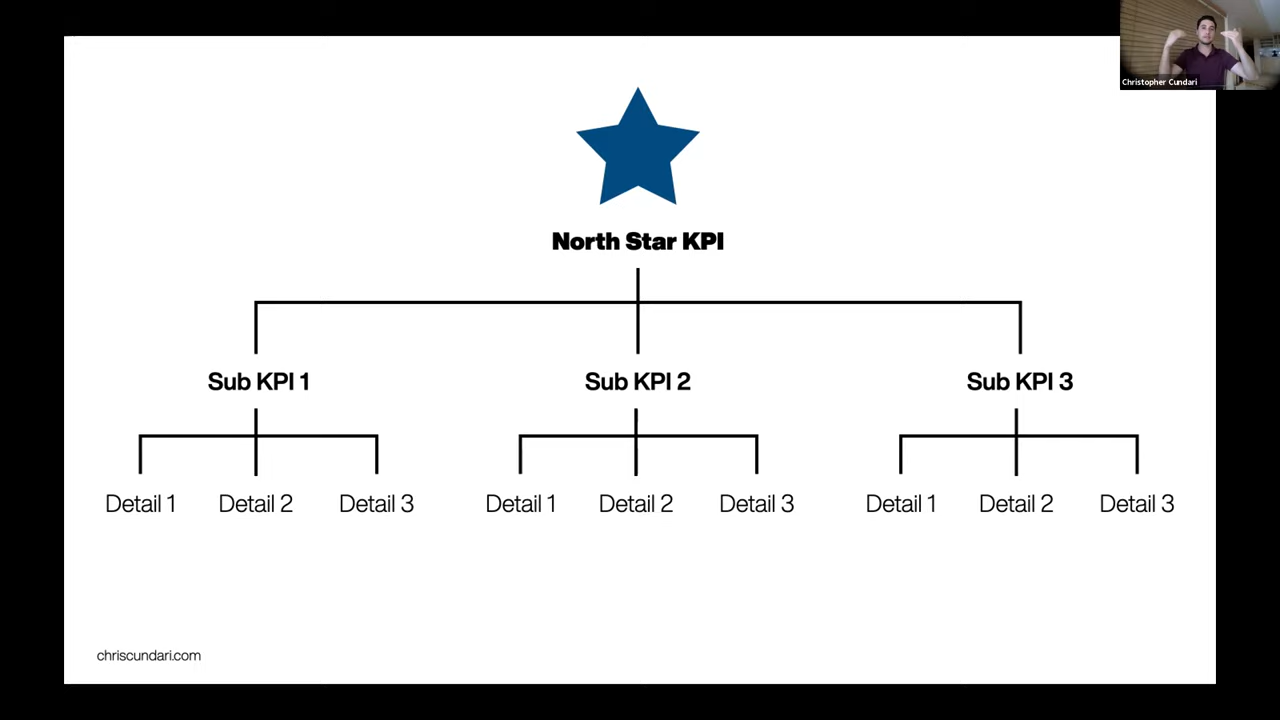 Christopher Cundari
North Star KPI
Sub KPI 1
Sub KPI 2
Sub KPI 3
Detail 1
Detail 2
Detail 3
Detail 1
Detail 2
Detail 3
Detail 1
Detail 2
Detail 3
chriscundari.com